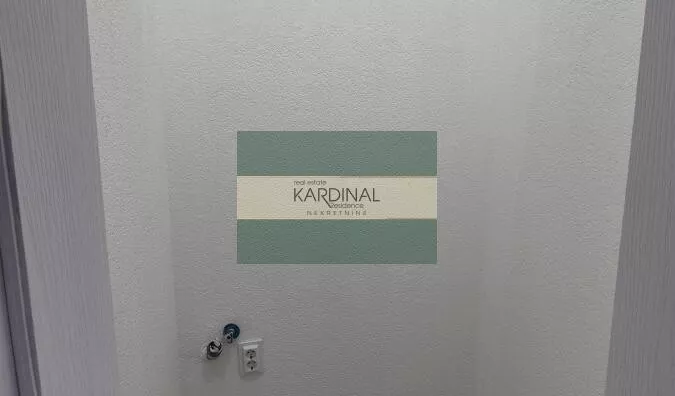 real estate
KARDINAL
Residence
NEKRETNINE